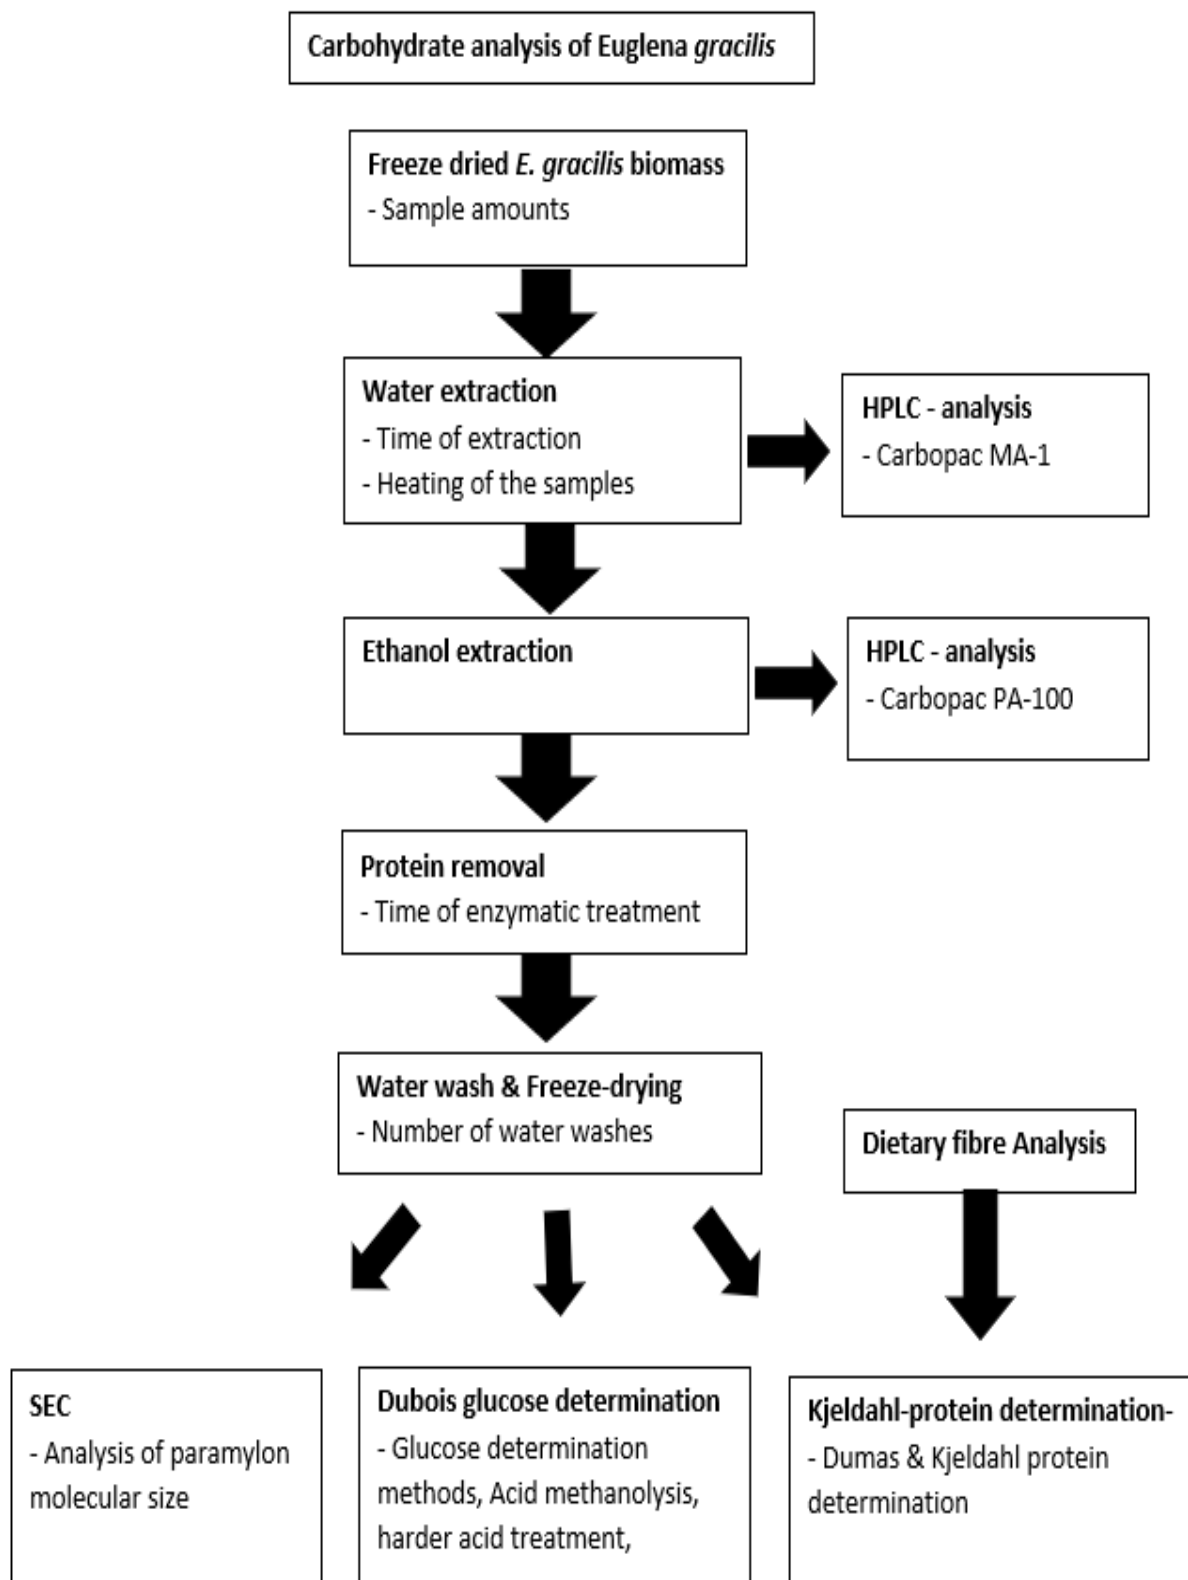 Carbohydrate analysis of Euglena gracilis
Freeze dried E. gracilis biomass
- Sample amounts
Water extraction
- Time of extraction
- Heating of the samples
HPLC - analysis
- Carbopac MA-1
Ethanol extraction
HPLC - analysis
- Carbopac PA-100
Protein removal
- Time of enzymatic treatment
Water wash & Freeze-drying
- Number of water washes
Dietary fibre Analysis
SEC
- Analysis of paramylon
molecular size
Dubois glucose determination
- Glucose determination
methods, Acid methanolysis,
harder acid treatment,
Kjeldahl-protein determination-
- Dumas & Kjeldahl protein
determination